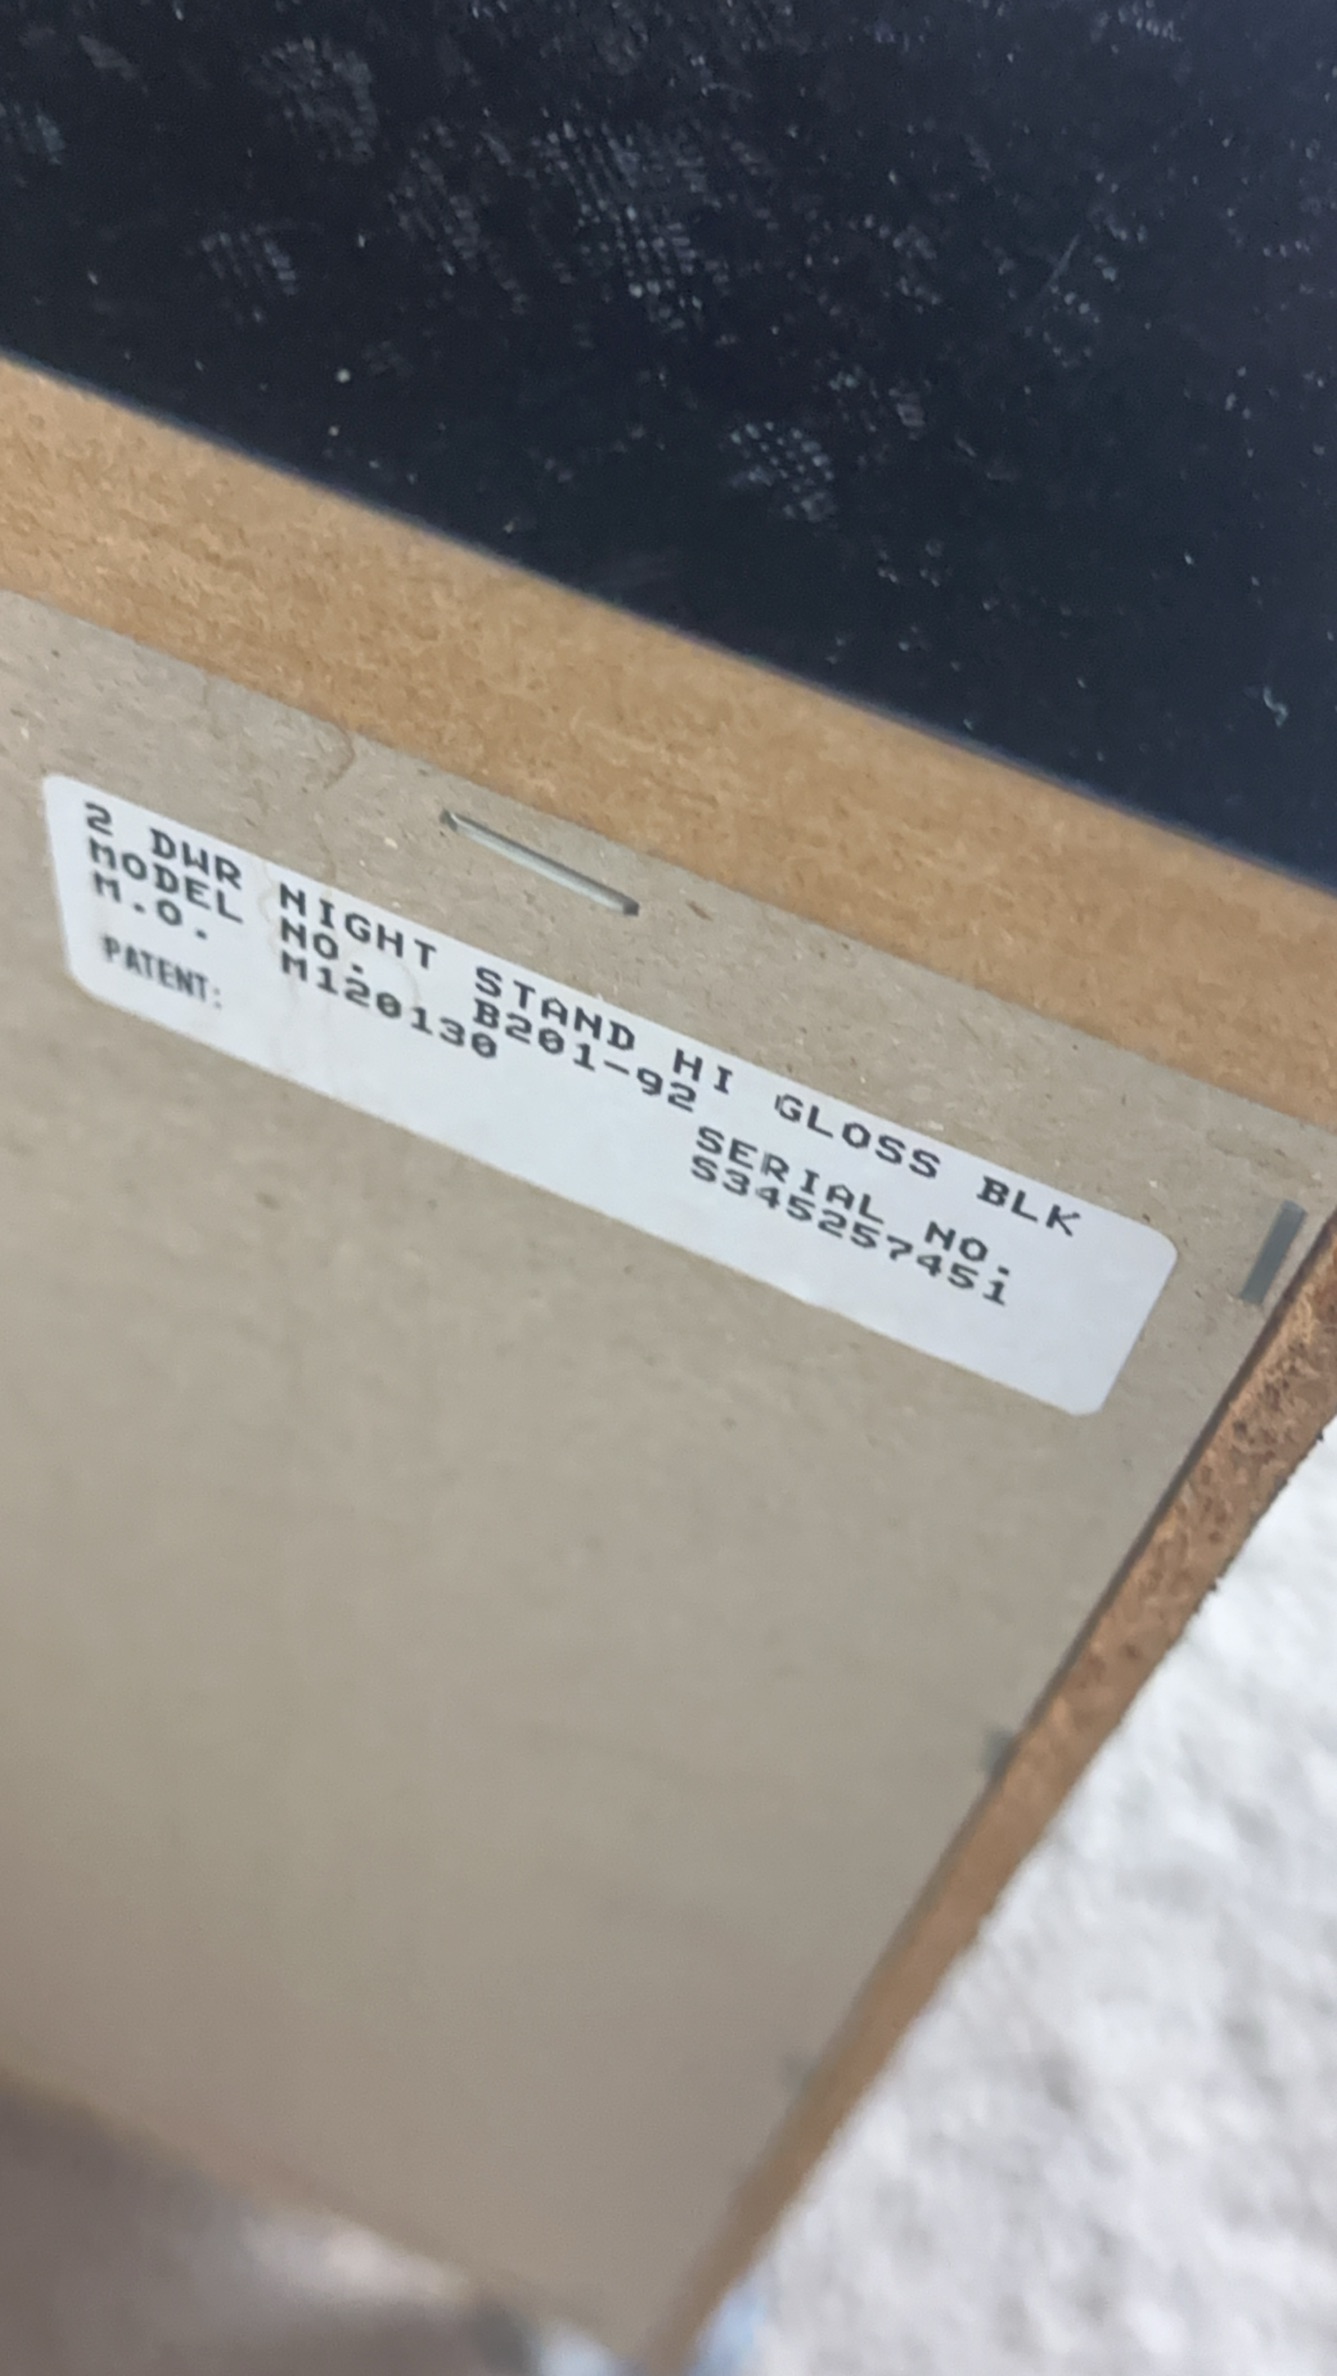 2 DWR NIGHT STAND HI GLOSS BLK
MODEL NO. B201-92 SERIAL NO.
M.O. M120130 S345257451
PATENT: